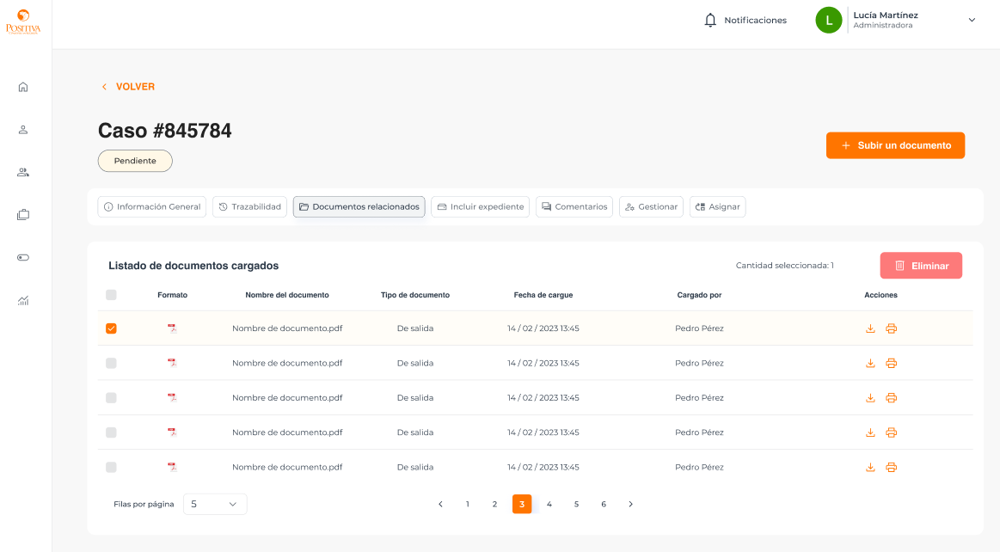 POSITIVA
Notificaciones
L
Lucía Martínez
Administradora
VOLVER
Caso #845784
Pendiente
Subir un documento
Información General
Trazabilidad
Documentos relacionados
Incluir expediente
Comentarios
Gestionar
Asignar
Listado de documentos cargados
Cantidad seleccionada: 1
Eliminar
Formato Nombre del documento Tipo de documento Fecha de cargue Cargado por Acciones
Nombre de documento.pdf De salida 14 / 02 / 2023 13:45 Pedro Pérez
Nombre de documento.pdf De salida 14 / 02 / 2023 13:45 Pedro Pérez
Nombre de documento.pdf De salida 14 / 02 / 2023 13:45 Pedro Pérez
Nombre de documento.pdf De salida 14 / 02 / 2023 13:45 Pedro Pérez
Nombre de documento.pdf De salida 14 / 02 / 2023 13:45 Pedro Pérez
Filas por página 5
1 2 3 4 5 6